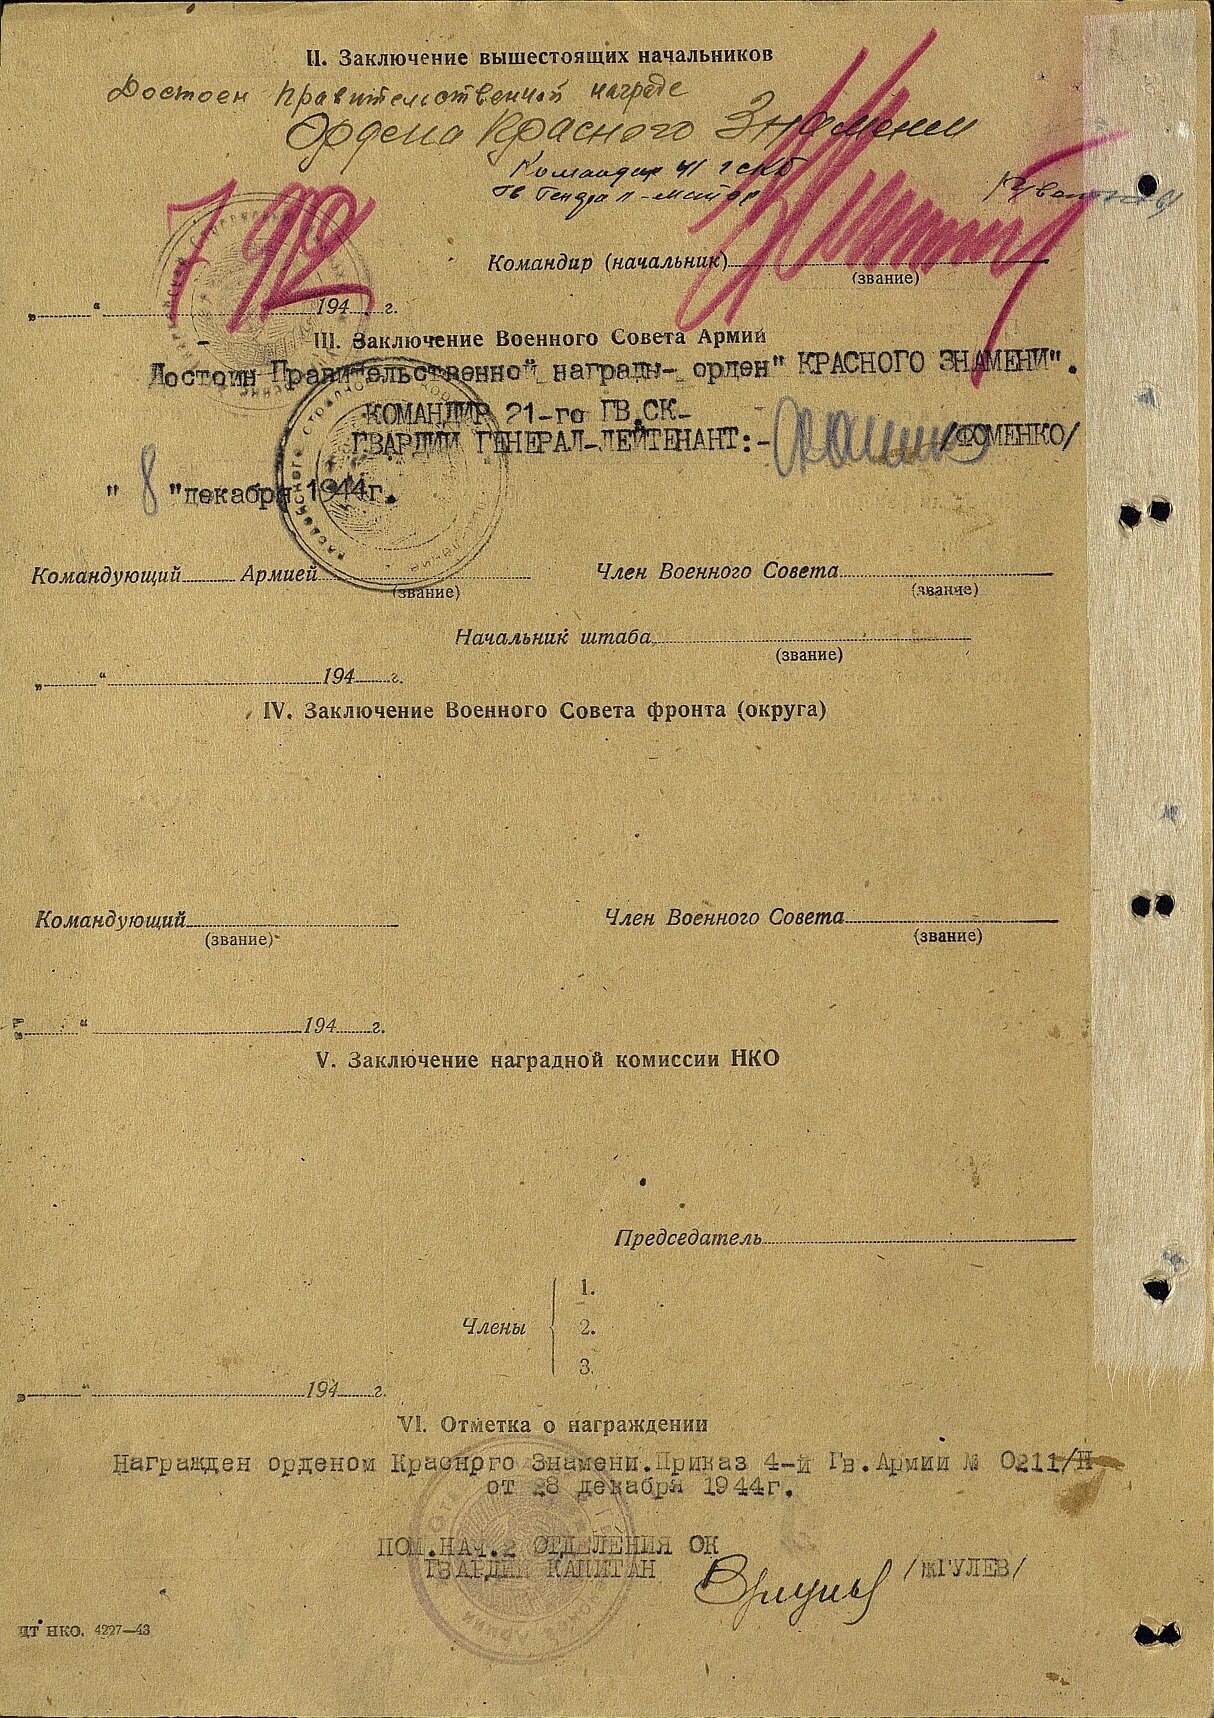 II. Заключение вышестоящих начальников
Достоен правительственной награде
Ордена Красного Знамени
Командир 41 гскб
Гв Генерал-майор
792
Командир (начальник)
(звание)
„ “ 194 г.
III. Заключение Военного Совета Армии
Достоин Правительственной награды- орден" КРАСНОГО ЗНАМЕНИ".
КОМАНДИР 21-го ГВ.СК-
ГВАРДИИ ГЕНЕРАЛ-ЛЕЙТЕНАНТ:- /ФОМЕНКО/
" 8 "декабря 1944г.
Командующий Армией
(звание)
Член Военного Совета
(звание)
Начальник штаба
(звание)
„ “ 194 г.
IV. Заключение Военного Совета фронта (округа)
Командующий
(звание)
Член Военного Совета
(звание)
„ “ 194 г.
V. Заключение наградной комиссии НКО
Председатель
Члены
1.
2.
3.
„ “ 194 г.
VI. Отметка о награждении
Награжден орденом Красного Знамени.Приказ 4-й Гв.Армии № 0211/Н
от 28 декабря 1944г.
ПОМ.НАЧ.2 ОТДЕЛЕНИЯ ОК
ГВАРДИИ КАПИТАН /ЖГУЛЕВ/
ЦТ НКО. 4227—43